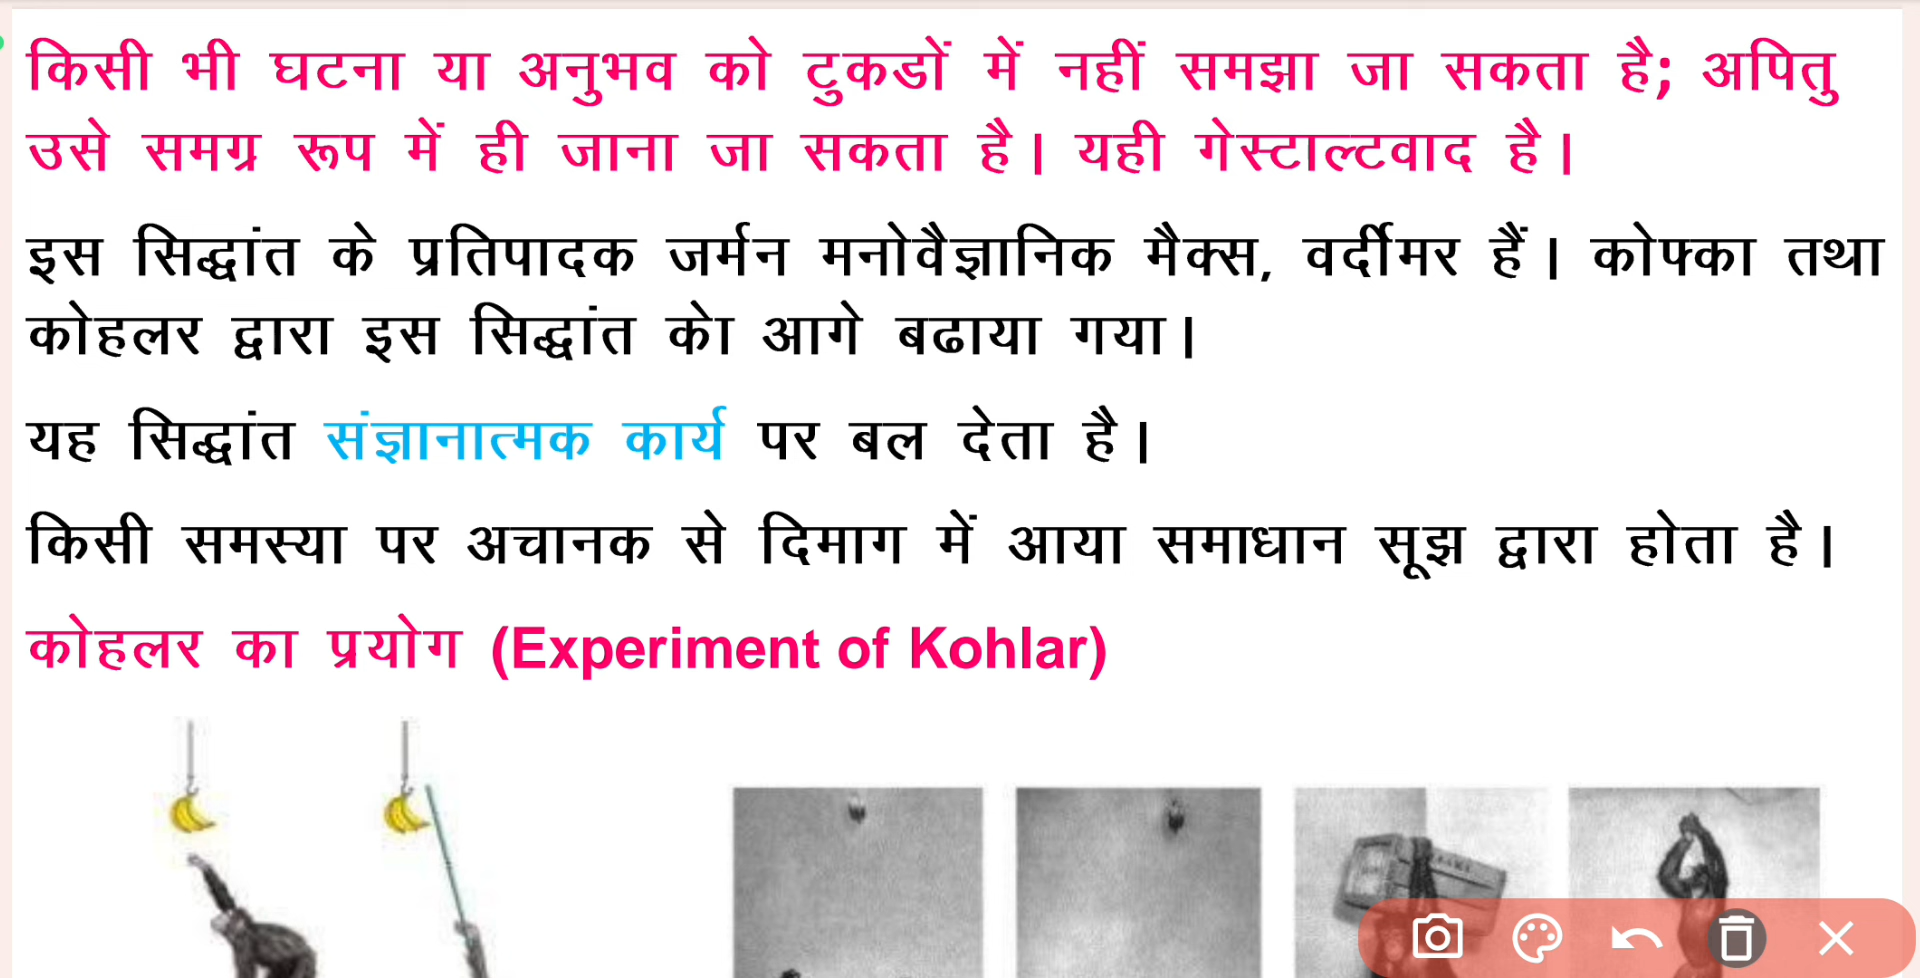 किसी भी घटना या अनुभव को टुकडों में नहीं समझा जा सकता है; अपितु
उसे समग्र रूप में ही जाना जा सकता है। यही गेस्टाल्टवाद है।
इस सिद्धांत के प्रतिपादक जर्मन मनोवैज्ञानिक मैक्स, वर्दीमर हैं। कोफ्का तथा
कोहलर द्वारा इस सिद्धांत केा आगे बढाया गया।
यह सिद्धांत संज्ञानात्मक कार्य पर बल देता है।
किसी समस्या पर अचानक से दिमाग में आया समाधान सूझ द्वारा होता है।
कोहलर का प्रयोग (Experiment of Kohlar)